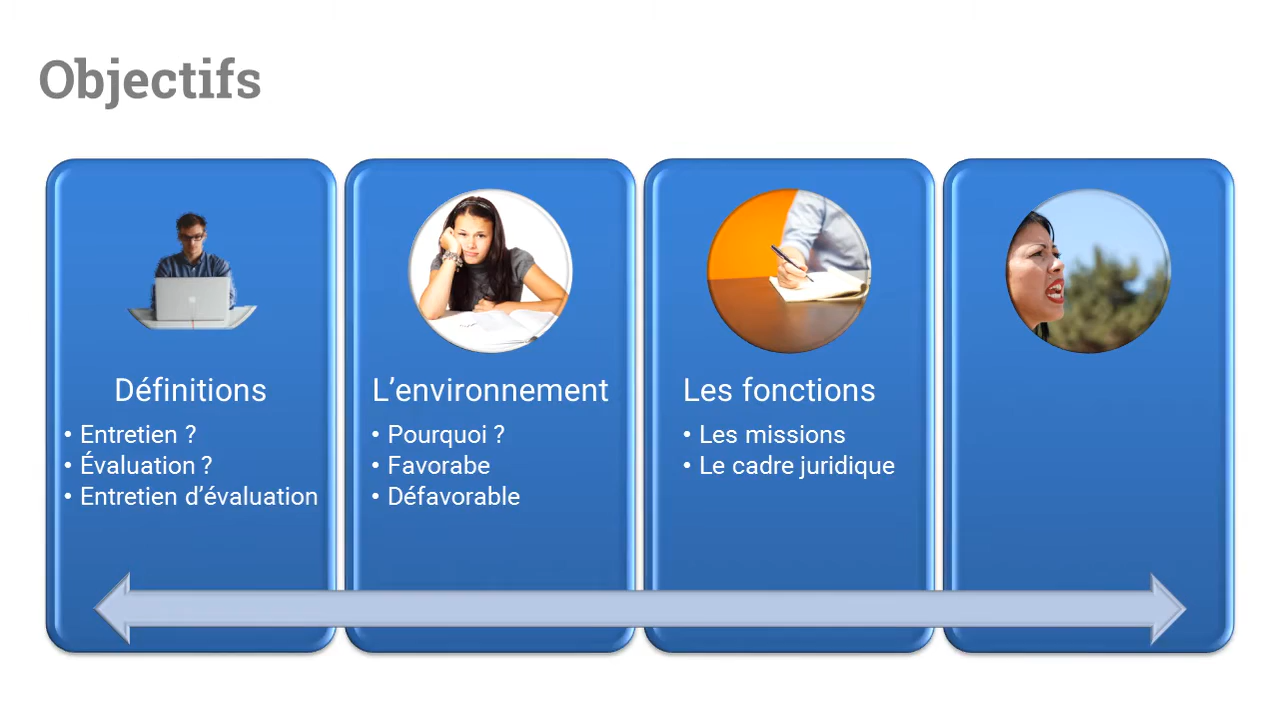 Objectifs
Définitions
• Entretien ?
• Évaluation ?
• Entretien d’évaluation
L’environnement
• Pourquoi ?
• Favorabe
• Défavorable
Les fonctions
• Les missions
• Le cadre juridique